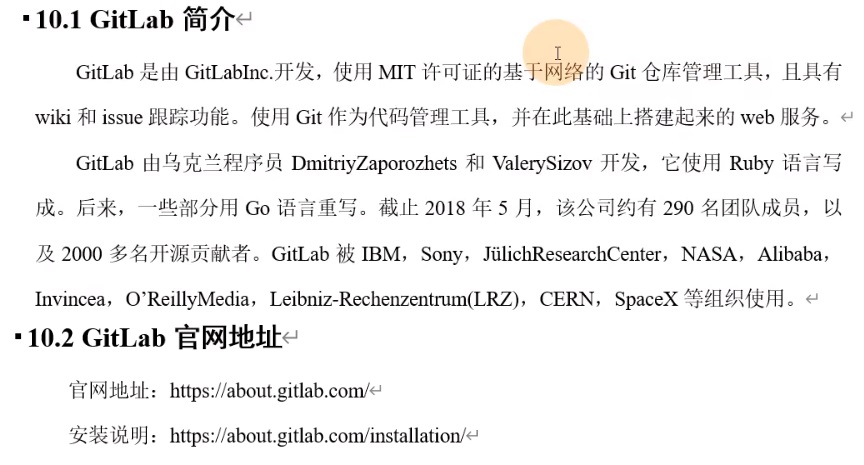 10.1 GitLab 简介
GitLab 是由 GitLabInc.开发，使用 MIT 许可证的基于网络的 Git 仓库管理工具，且具有
wiki 和 issue 跟踪功能。使用 Git 作为代码管理工具，并在此基础上搭建起来的 web 服务。
GitLab 由乌克兰程序员 DmitriyZaporozhets 和 ValerySizov 开发，它使用 Ruby 语言写
成。后来，一些部分用 Go 语言重写。截止 2018 年 5 月，该公司约有 290 名团队成员，以
及 2000 多名开源贡献者。GitLab 被 IBM，Sony，JülichResearchCenter，NASA，Alibaba，
Invincea，O’ReillyMedia，Leibniz-Rechenzentrum(LRZ)，CERN，SpaceX 等组织使用。
10.2 GitLab 官网地址
官网地址：https://about.gitlab.com/
安装说明：https://about.gitlab.com/installation/